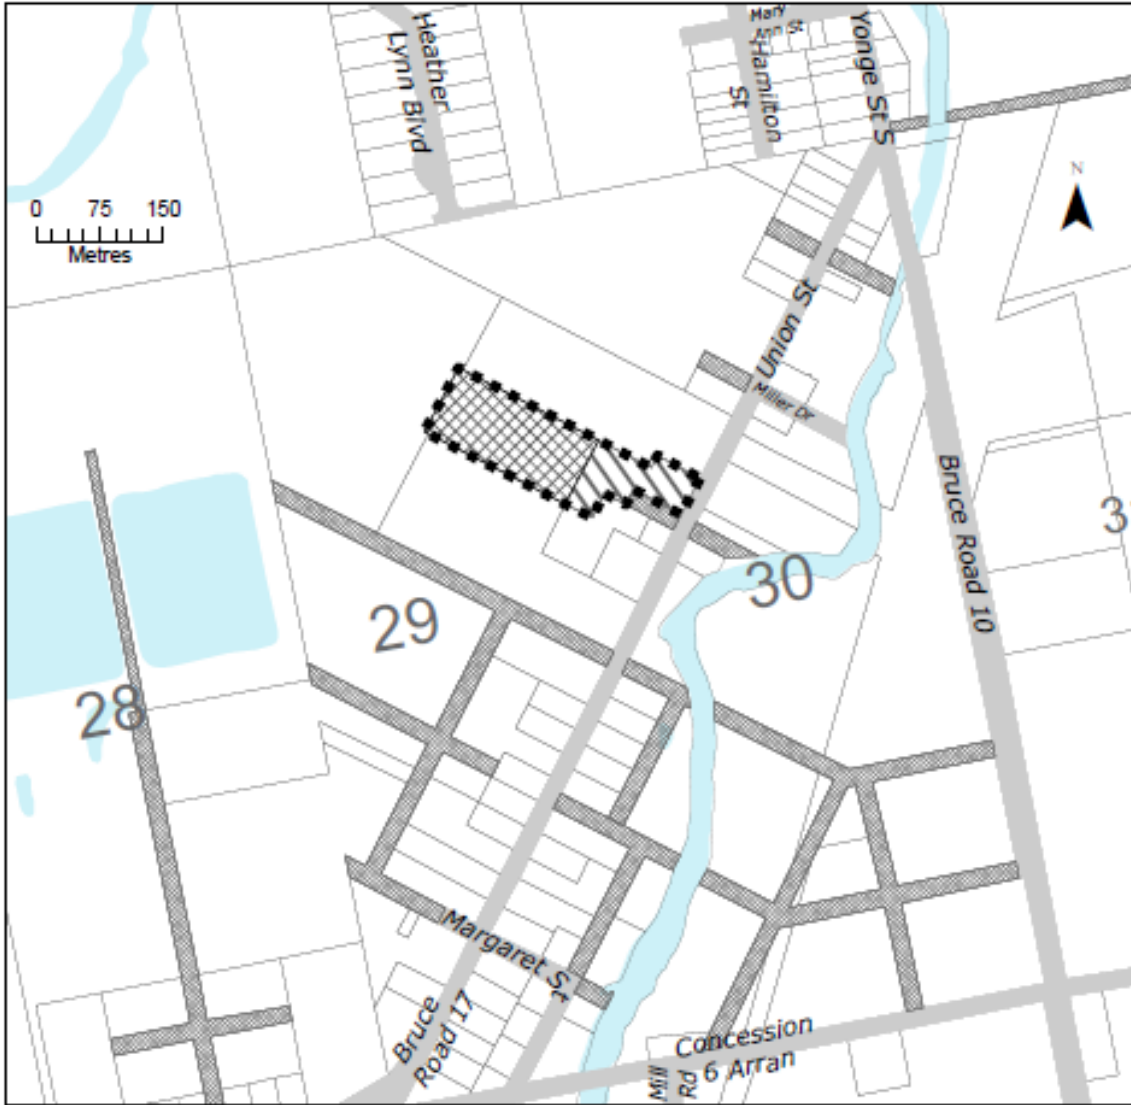 Heather
Lynn Blvd
Mary
Ann St
Hamilton
St
Yonge St S
0 75 150
Metres
N
Union St
Miller Dr
Bruce Road 10
3
30
29
28
Margaret St
Bruce
Road 17
Concession
6 Arran
Mill
Rd